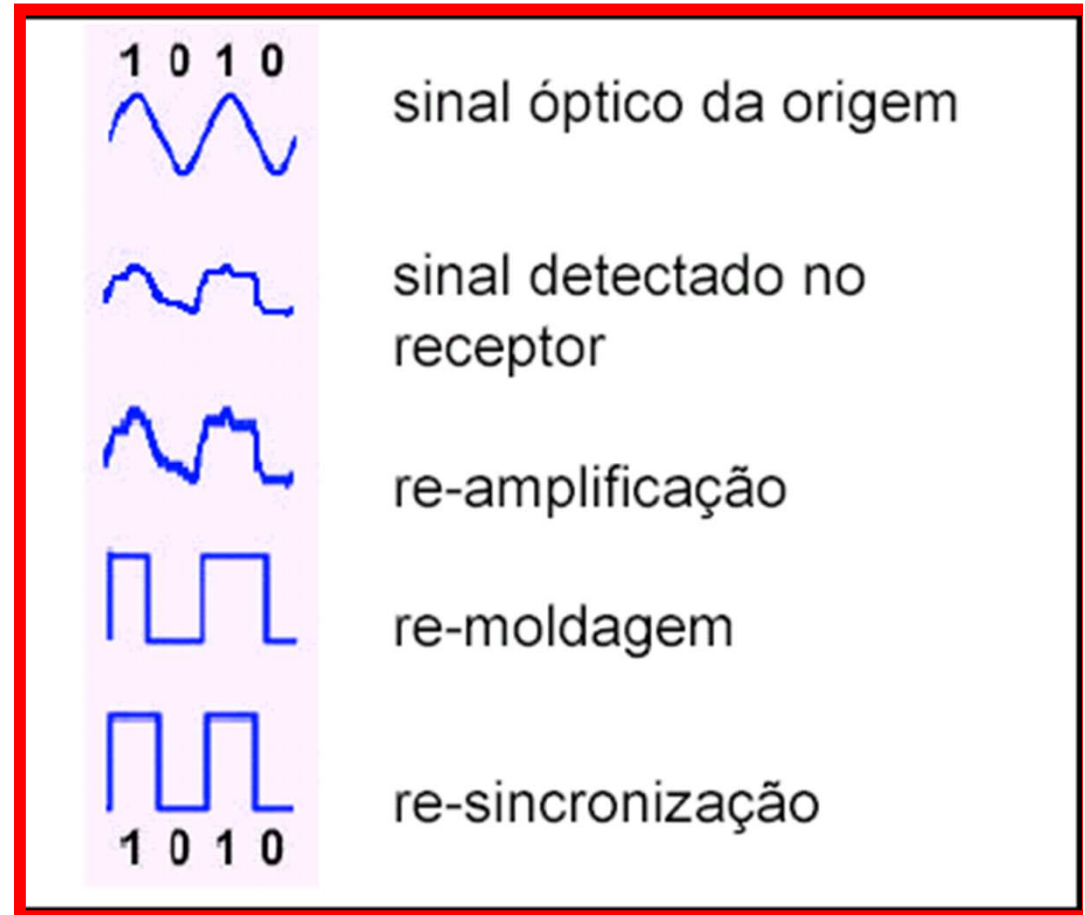 1 0 1 0
sinal óptico da origem
sinal detectado no
receptor
re-amplificação
re-moldagem
re-sincronização
1 0 1 0